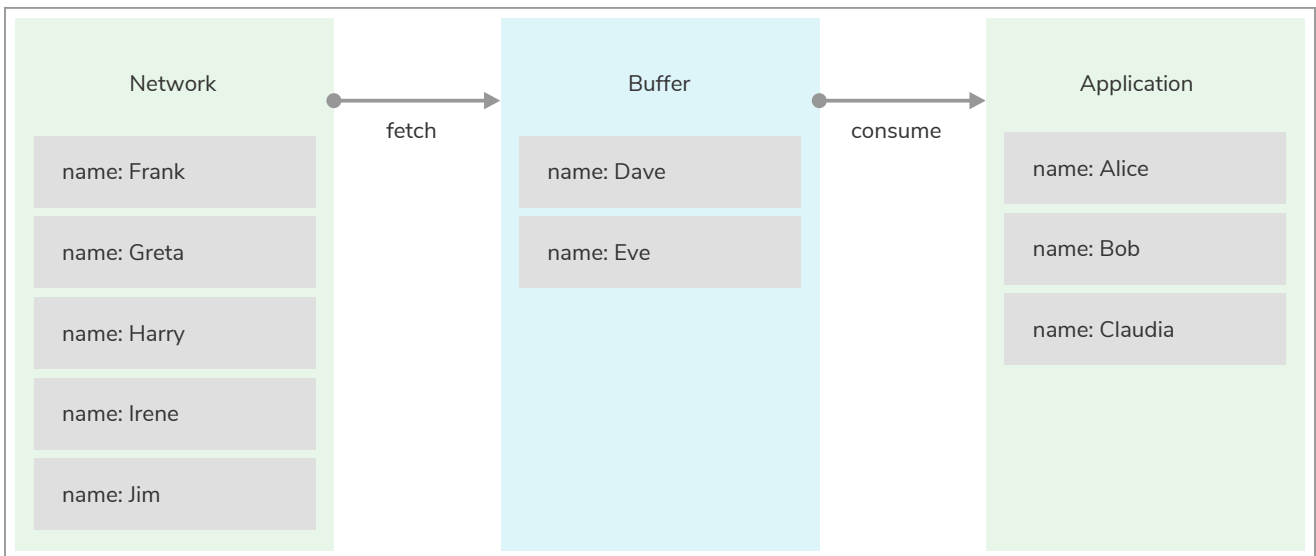 Network
fetch
name: Frank
name: Greta
name: Harry
name: Irene
name: Jim
Buffer
consume
name: Dave
name: Eve
Application
name: Alice
name: Bob
name: Claudia